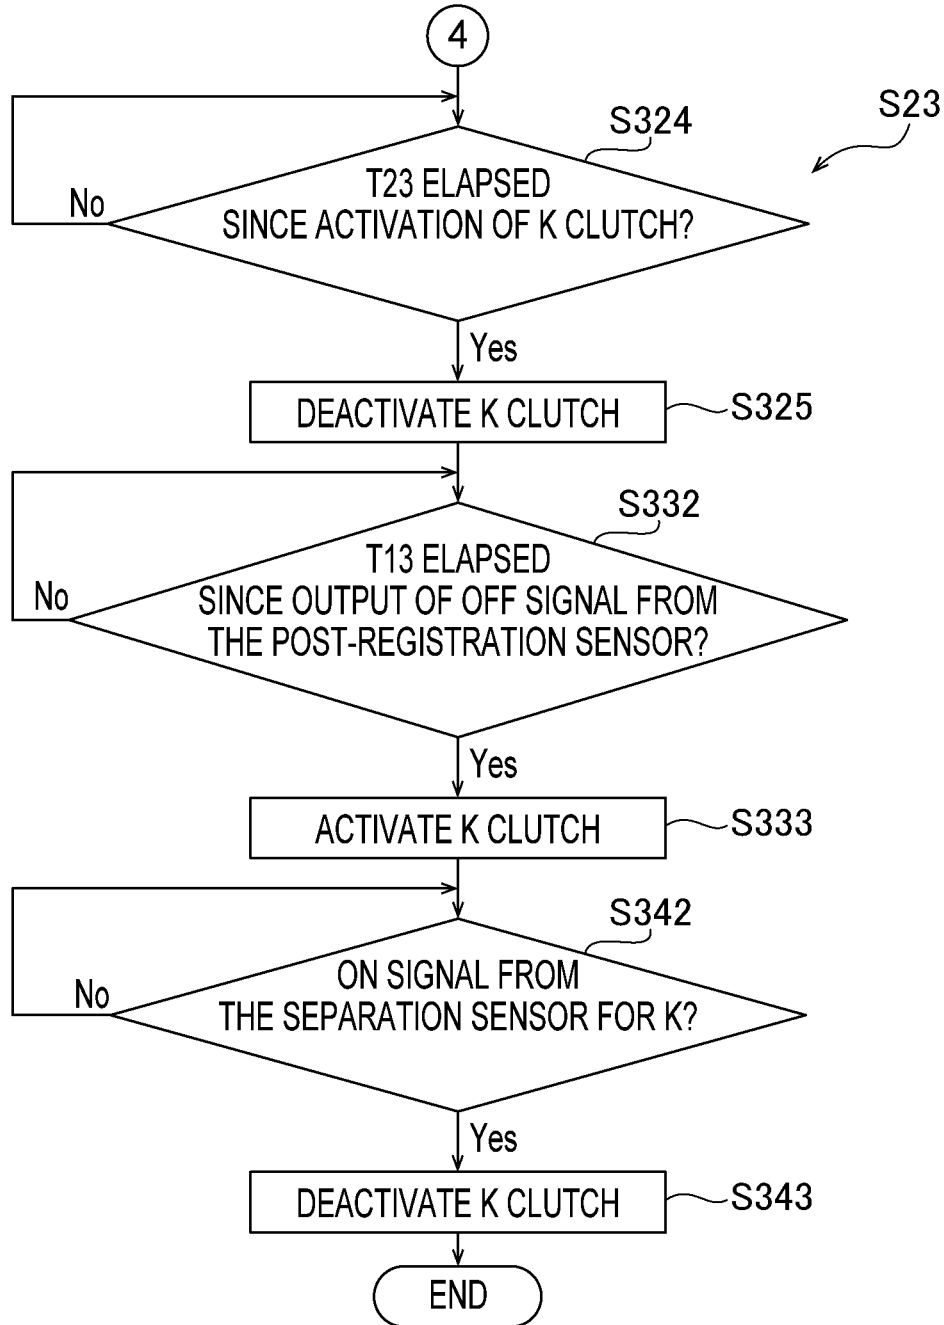 4
S23
S324
T23 ELAPSED
SINCE ACTIVATION OF K CLUTCH?
No
Yes
DEACTIVATE K CLUTCH
S325
S332
T13 ELAPSED
SINCE OUTPUT OF OFF SIGNAL FROM
THE POST-REGISTRATION SENSOR?
No
Yes
ACTIVATE K CLUTCH
S333
S342
ON SIGNAL FROM
THE SEPARATION SENSOR FOR K?
No
Yes
DEACTIVATE K CLUTCH
S343
END